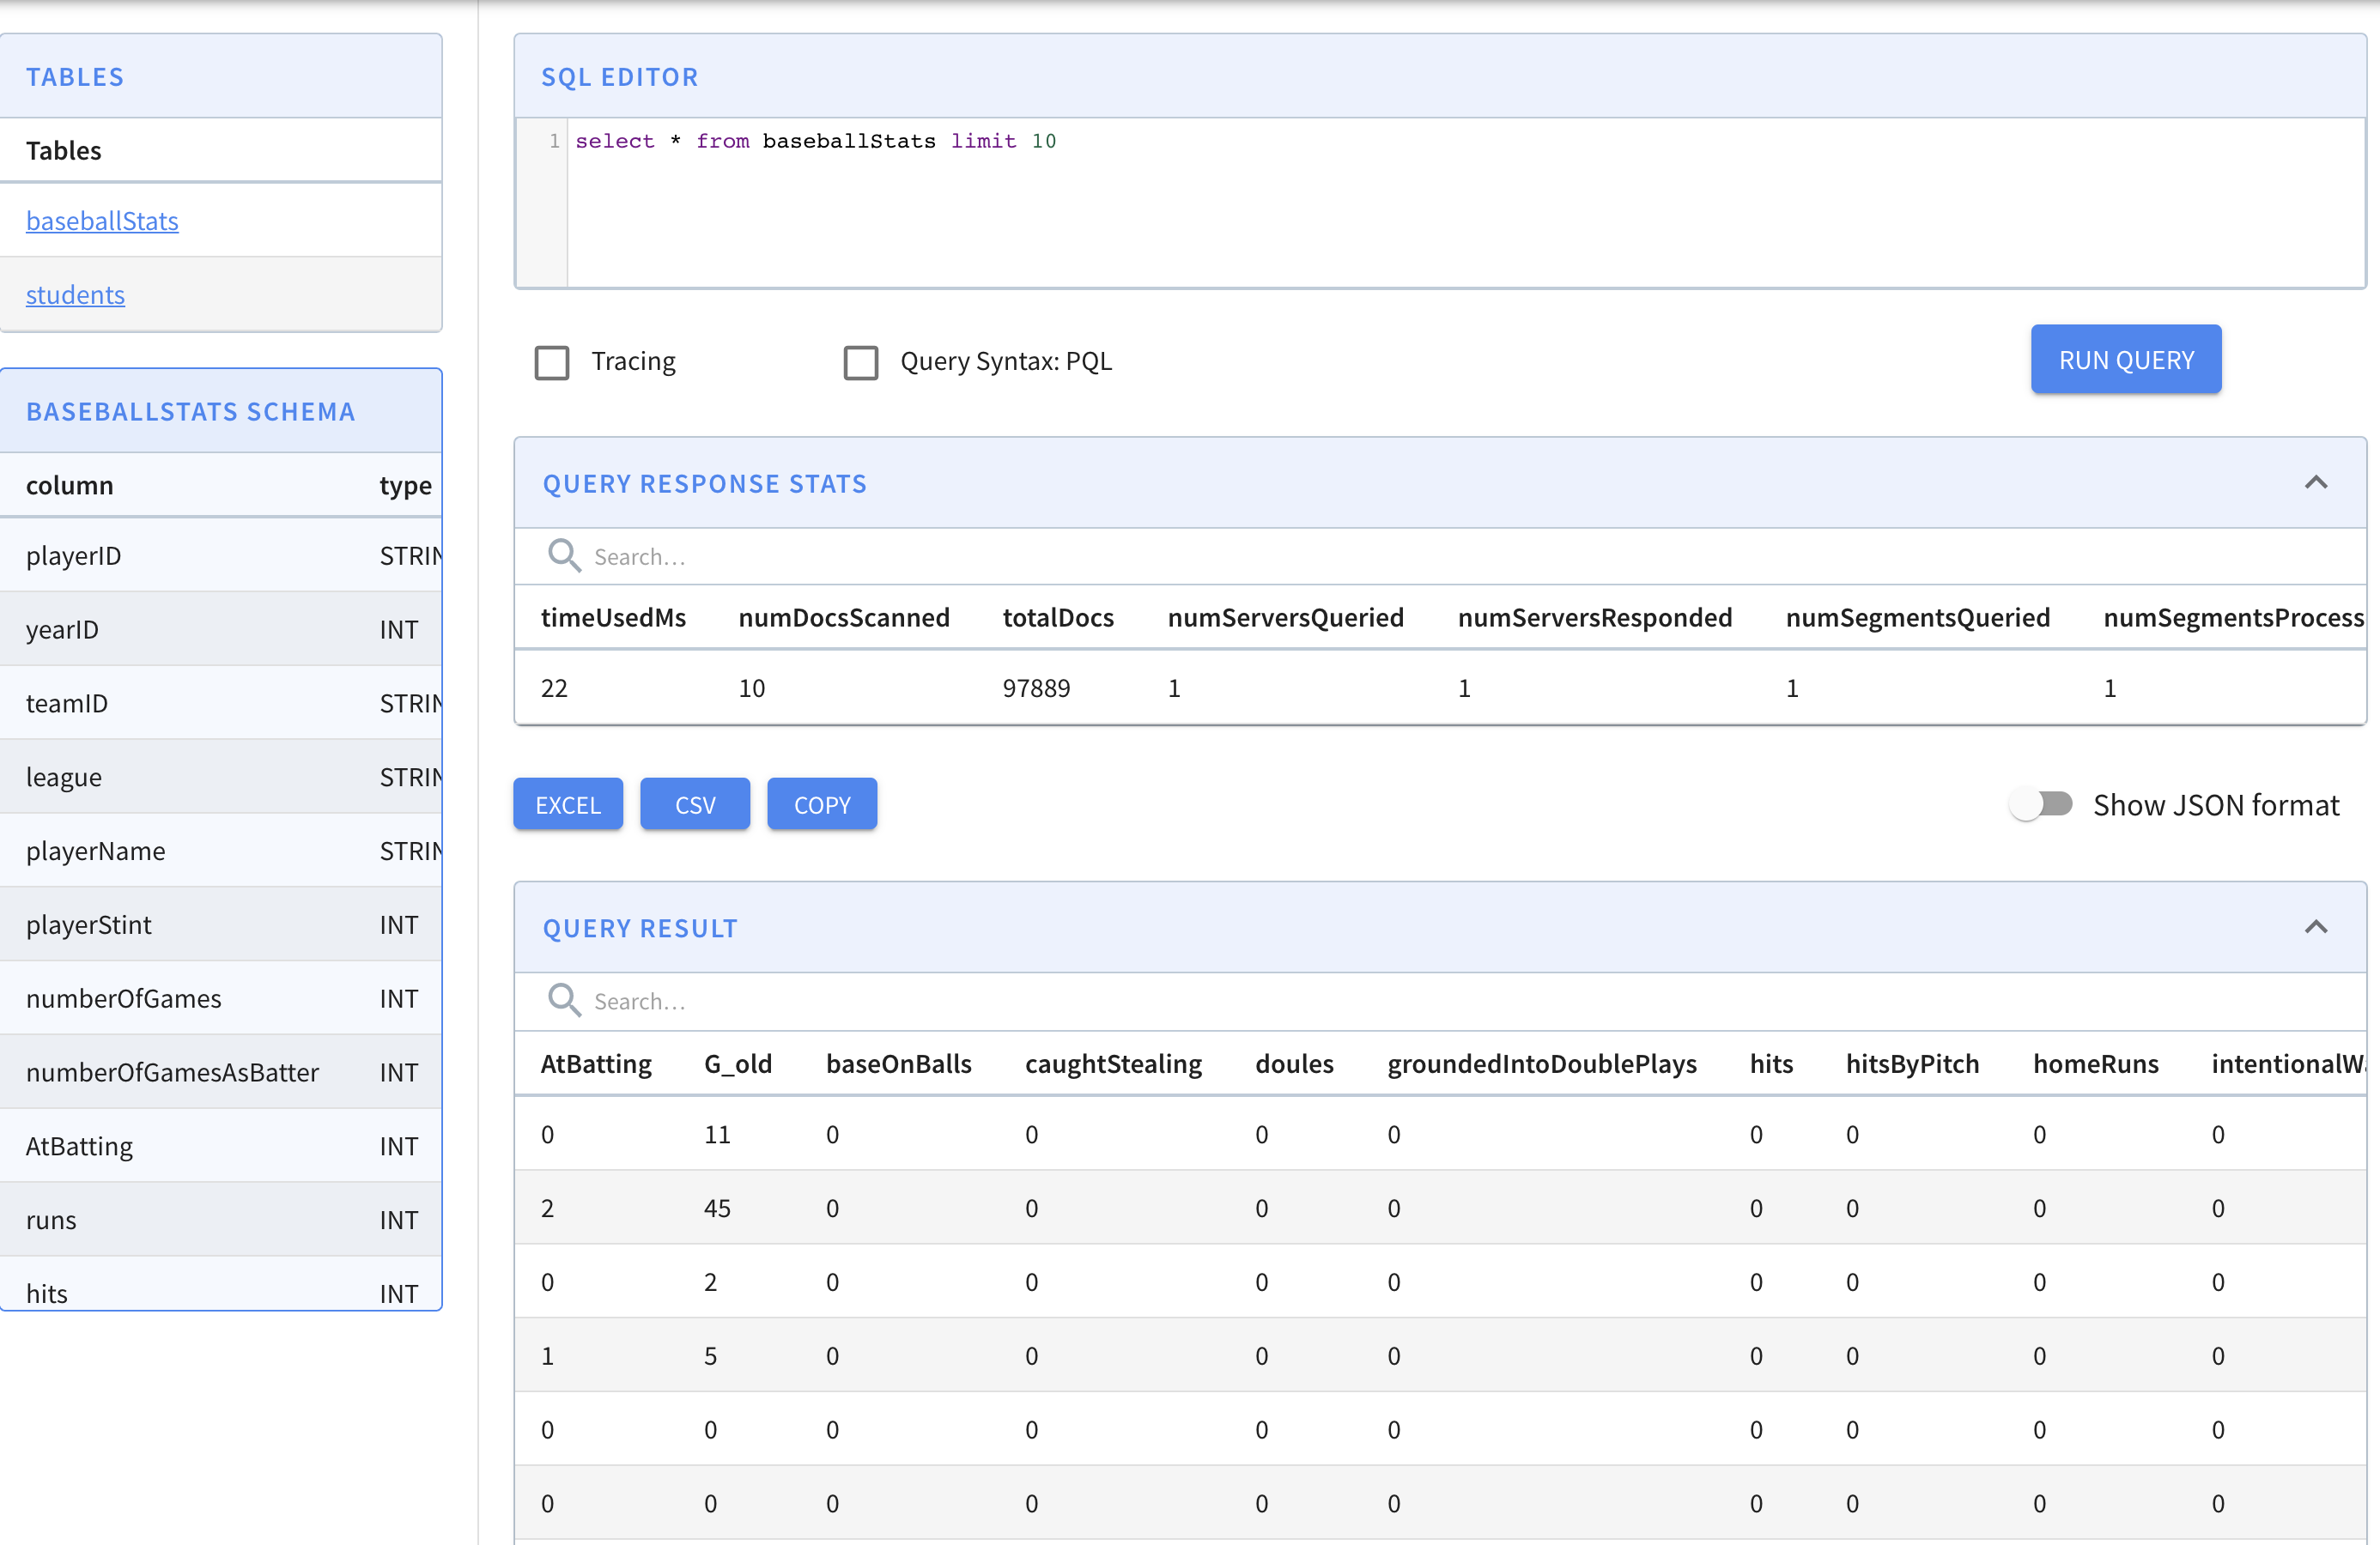 TABLES
Tables
baseballStats
students
BASEBALLSTATS SCHEMA
column type
playerID STRIN
yearID INT
teamID STRIN
league STRIN
playerName STRIN
playerStint INT
numberOfGames INT
numberOfGamesAsBatter INT
AtBatting INT
runs INT
hits INT
SQL EDITOR
1 select * from baseballStats limit 10
Tracing Query Syntax: PQL RUN QUERY
QUERY RESPONSE STATS
Search…
timeUsedMs numDocsScanned totalDocs numServersQueried numServersResponded numSegmentsQueried numSegmentsProcess
22 10 97889 1 1 1 1
EXCEL CSV COPY Show JSON format
QUERY RESULT
Search…
AtBatting G_old baseOnBalls caughtStealing doules groundedIntoDoublePlays hits hitsByPitch homeRuns intentionalW
0 11 0 0 0 0 0 0 0 0
2 45 0 0 0 0 0 0 0 0
0 2 0 0 0 0 0 0 0 0
1 5 0 0 0 0 0 0 0 0
0 0 0 0 0 0 0 0 0 0
0 0 0 0 0 0 0 0 0 0